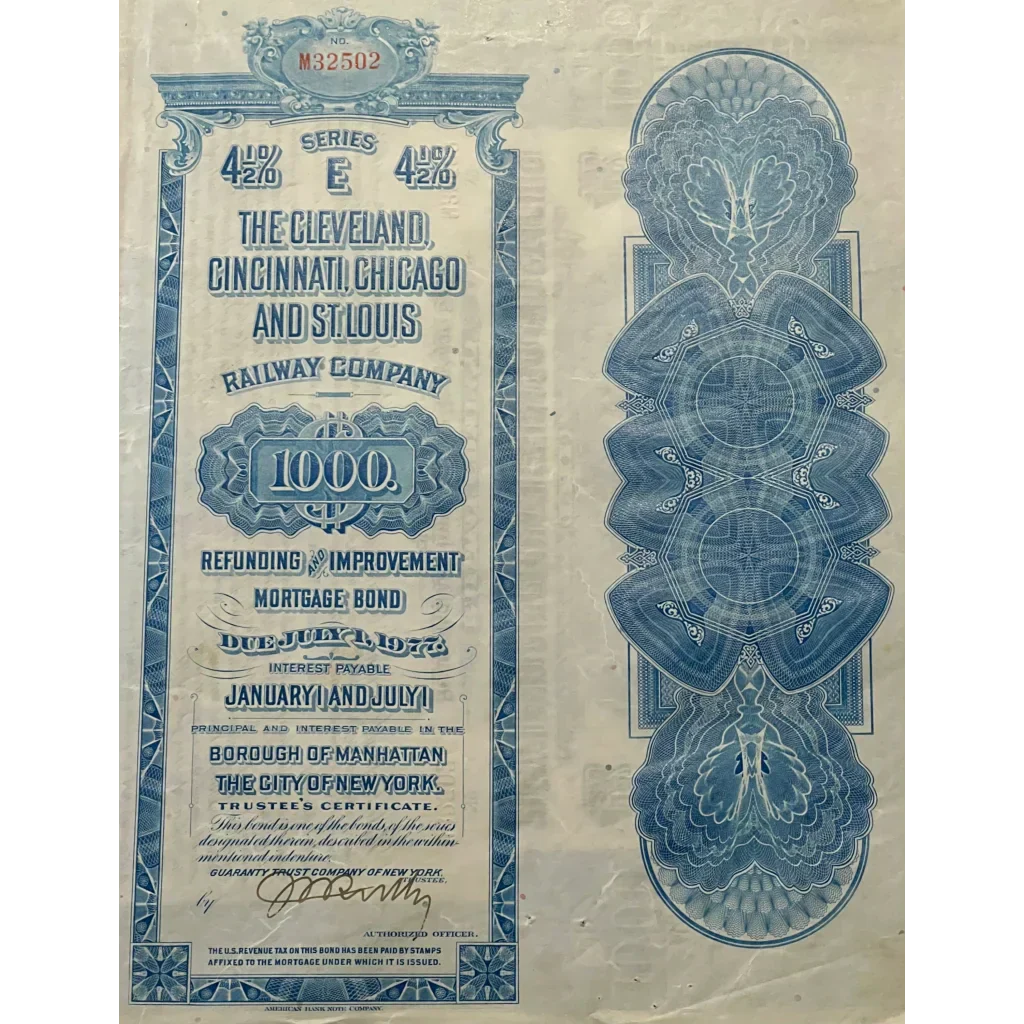 NO.
M32502
SERIES
4½% E 4½%
THE CLEVELAND,
CINCINNATI, CHICAGO
AND ST. LOUIS
RAILWAY COMPANY
$1000.
REFUNDING AND IMPROVEMENT
MORTGAGE BOND
DUE JULY 1, 1977.
INTEREST PAYABLE
JANUARY 1 AND JULY 1
PRINCIPAL AND INTEREST PAYABLE IN THE
BOROUGH OF MANHATTAN
THE CITY OF NEW YORK.
TRUSTEE'S CERTIFICATE.
This bond is one of the bonds, of the series
designated therein, described in the within-
mentioned indenture.
GUARANTY TRUST COMPANY OF NEW YORK,
TRUSTEE,
by
AUTHORIZED OFFICER.
THE U.S. REVENUE TAX ON THIS BOND HAS BEEN PAID BY STAMPS
AFFIXED TO THE MORTGAGE UNDER WHICH IT IS ISSUED.
AMERICAN BANK NOTE COMPANY.